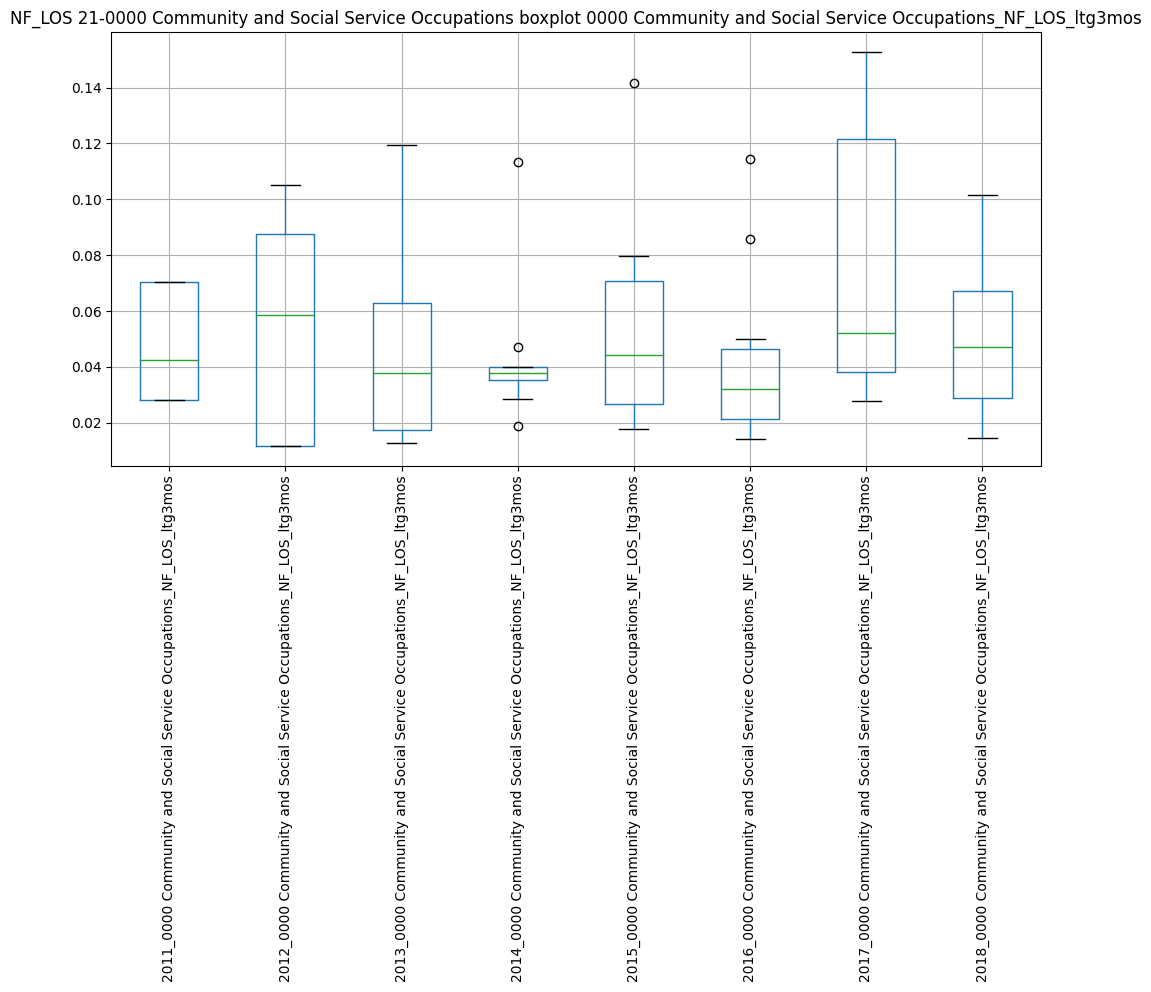 NF_LOS 21-0000 Community and Social Service Occupations boxplot 0000 Community and Social Service Occupations_NF_LOS_ltg3mos
0.14
0.12
0.10
0.08
0.06
0.04
0.02
2011_0000 Community and Social Service Occupations_NF_LOS_ltg3mos
2012_0000 Community and Social Service Occupations_NF_LOS_ltg3mos
2013_0000 Community and Social Service Occupations_NF_LOS_ltg3mos
2014_0000 Community and Social Service Occupations_NF_LOS_ltg3mos
2015_0000 Community and Social Service Occupations_NF_LOS_ltg3mos
2016_0000 Community and Social Service Occupations_NF_LOS_ltg3mos
2017_0000 Community and Social Service Occupations_NF_LOS_ltg3mos
2018_0000 Community and Social Service Occupations_NF_LOS_ltg3mos